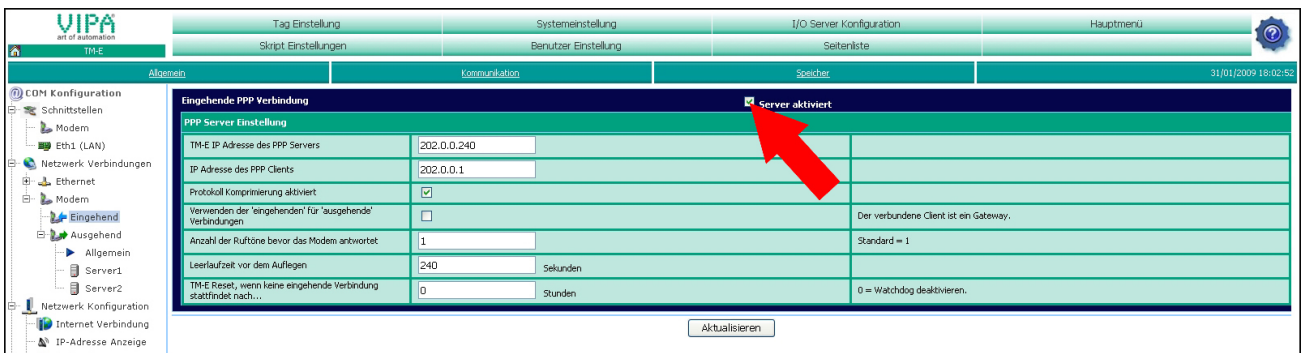 VIPA
art of automation
TM-E
Tag Einstellung
Systemeinstellung
I/O Server Konfiguration
Hauptmenü
Skript Einstellungen
Benutzer Einstellung
Seitenliste
Allgemein
Kommunikation
Speicher
31/01/2009 18:02:52
COM Konfiguration
Schnittstellen
Modem
Eth1 (LAN)
Netzwerk Verbindungen
Ethernet
Modem
Eingehend
Ausgehend
Allgemein
Server1
Server2
Netzwerk Konfiguration
Internet Verbindung
IP-Adresse Anzeige
Eingehende PPP Verbindung
Server aktiviert
PPP Server Einstellung
TM-E IP Adresse des PPP Servers
202.0.0.240
IP Adresse des PPP Clients
202.0.0.1
Protokoll Komprimierung aktiviert
Verwenden der 'eingehenden' für 'ausgehende'
Verbindungen
Der verbundene Client ist ein Gateway.
Anzahl der Ruftöne bevor das Modem antwortet
1
Standard = 1
Leerlaufzeit vor dem Auflegen
240
Sekunden
TM-E Reset, wenn keine eingehende Verbindung
stattfindet nach...
0
Stunden
0 = Watchdog deaktivieren.
Aktualisieren